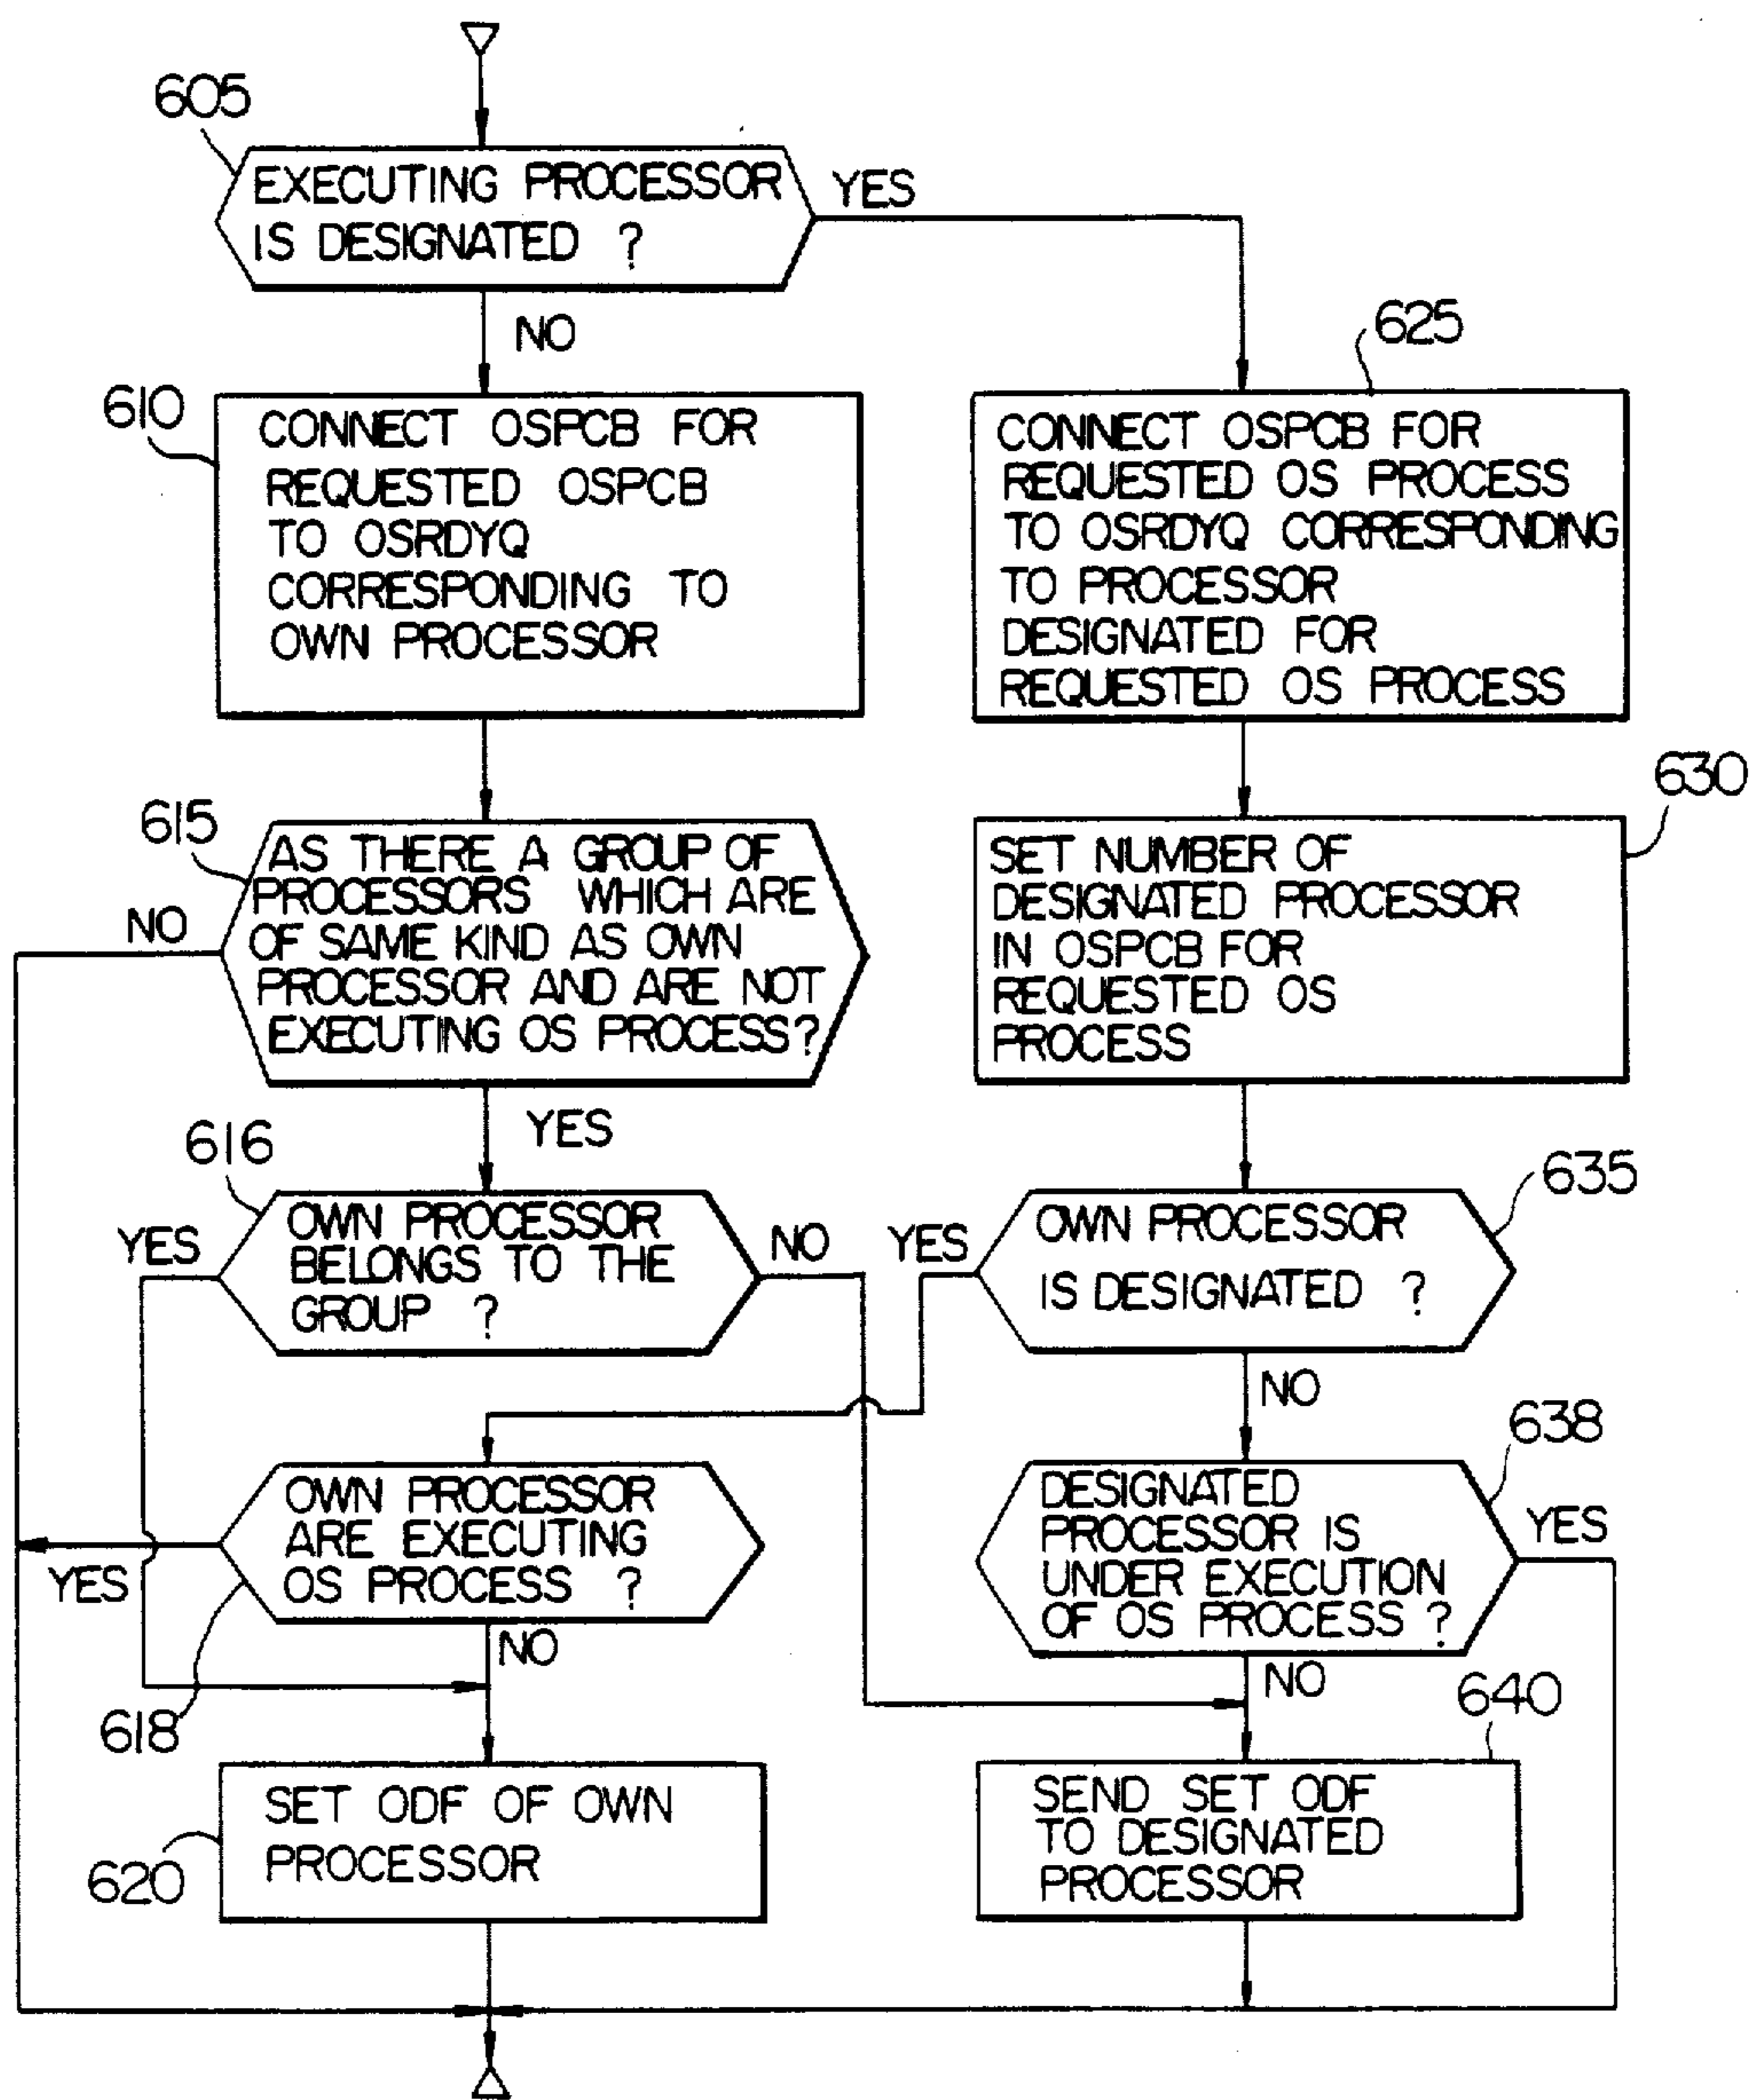 605
EXECUTING PROCESSOR
IS DESIGNATED ?
YES
NO
610
CONNECT OSPCB FOR
REQUESTED OSPCB
TO OSRDYQ
CORRESPONDING TO
OWN PROCESSOR
625
CONNECT OSPCB FOR
REQUESTED OS PROCESS
TO OSRDYQ CORRESPONDING
TO PROCESSOR
DESIGNATED FOR
REQUESTED OS PROCESS
615
AS THERE A GROUP OF
PROCESSORS WHICH ARE
OF SAME KIND AS OWN
PROCESSOR AND ARE NOT
EXECUTING OS PROCESS?
NO
YES
630
SET NUMBER OF
DESIGNATED PROCESSOR
IN OSPCB FOR
REQUESTED OS
PROCESS
616
OWN PROCESSOR
BELONGS TO THE
GROUP ?
YES
NO
635
OWN PROCESSOR
IS DESIGNATED ?
YES
NO
618
OWN PROCESSOR
ARE EXECUTING
OS PROCESS ?
YES
NO
638
DESIGNATED
PROCESSOR IS
UNDER EXECUTION
OF OS PROCESS ?
YES
NO
620
SET ODF OF OWN
PROCESSOR
640
SEND SET ODF
TO DESIGNATED
PROCESSOR